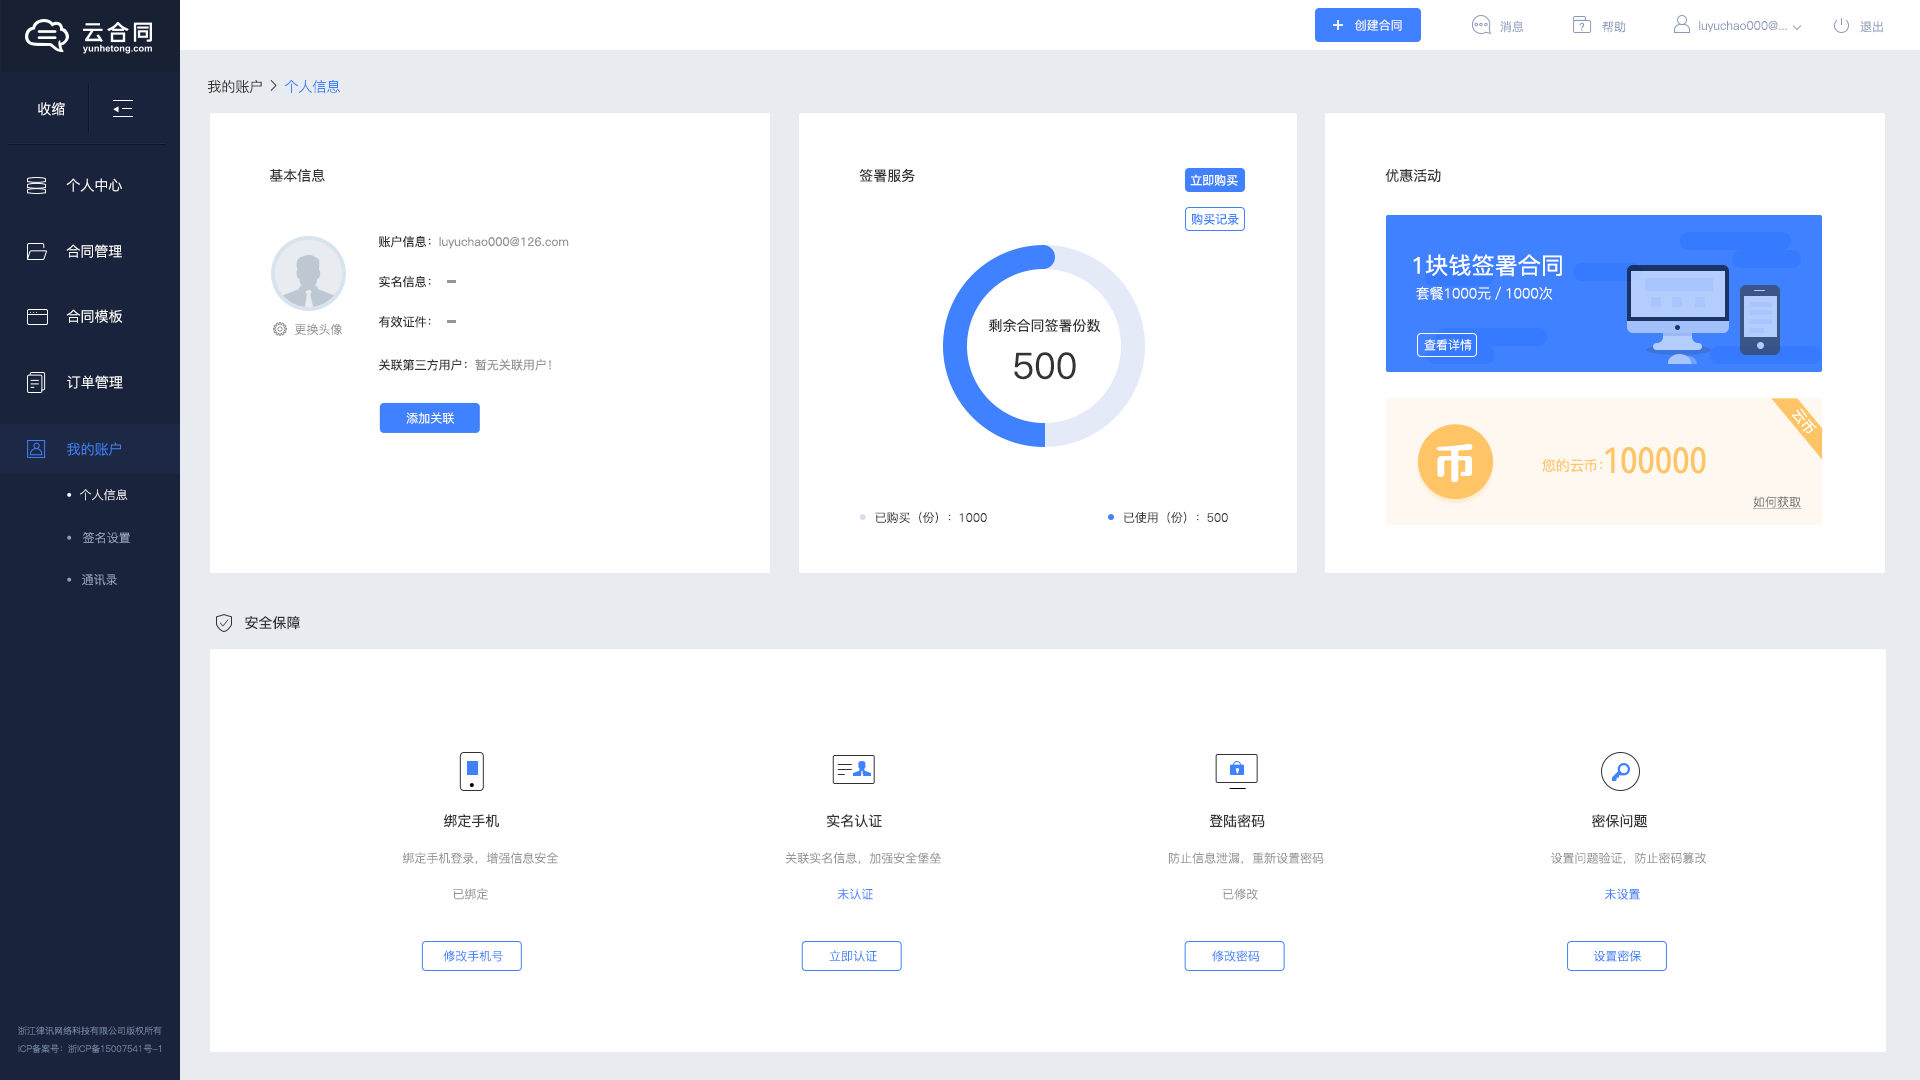 云合同
yunhetong.com
收缩
个人中心
合同管理
合同模板
订单管理
我的账户
个人信息
签名设置
通讯录
浙江律讯网络科技有限公司版权所有
ICP备案号：浙ICP备15007541号-1
+ 创建合同
消息
帮助
luyuchao000@...
退出
我的账户 > 个人信息
基本信息
更换头像
账户信息： luyuchao000@126.com
实名信息： -
有效证件： -
关联第三方用户： 暂无关联用户！
添加关联
签署服务
立即购买
购买记录
剩余合同签署份数
500
已购买（份）：1000
已使用（份）：500
优惠活动
1块钱签署合同
套餐1000元 / 1000次
查看详情
云币
币
您的云币:100000
如何获取
安全保障
绑定手机
绑定手机登录，增强信息安全
已绑定
修改手机号
实名认证
关联实名信息，加强安全堡垒
未认证
立即认证
登陆密码
防止信息泄漏，重新设置密码
已修改
修改密码
密保问题
设置问题验证，防止密码篡改
未设置
设置密保